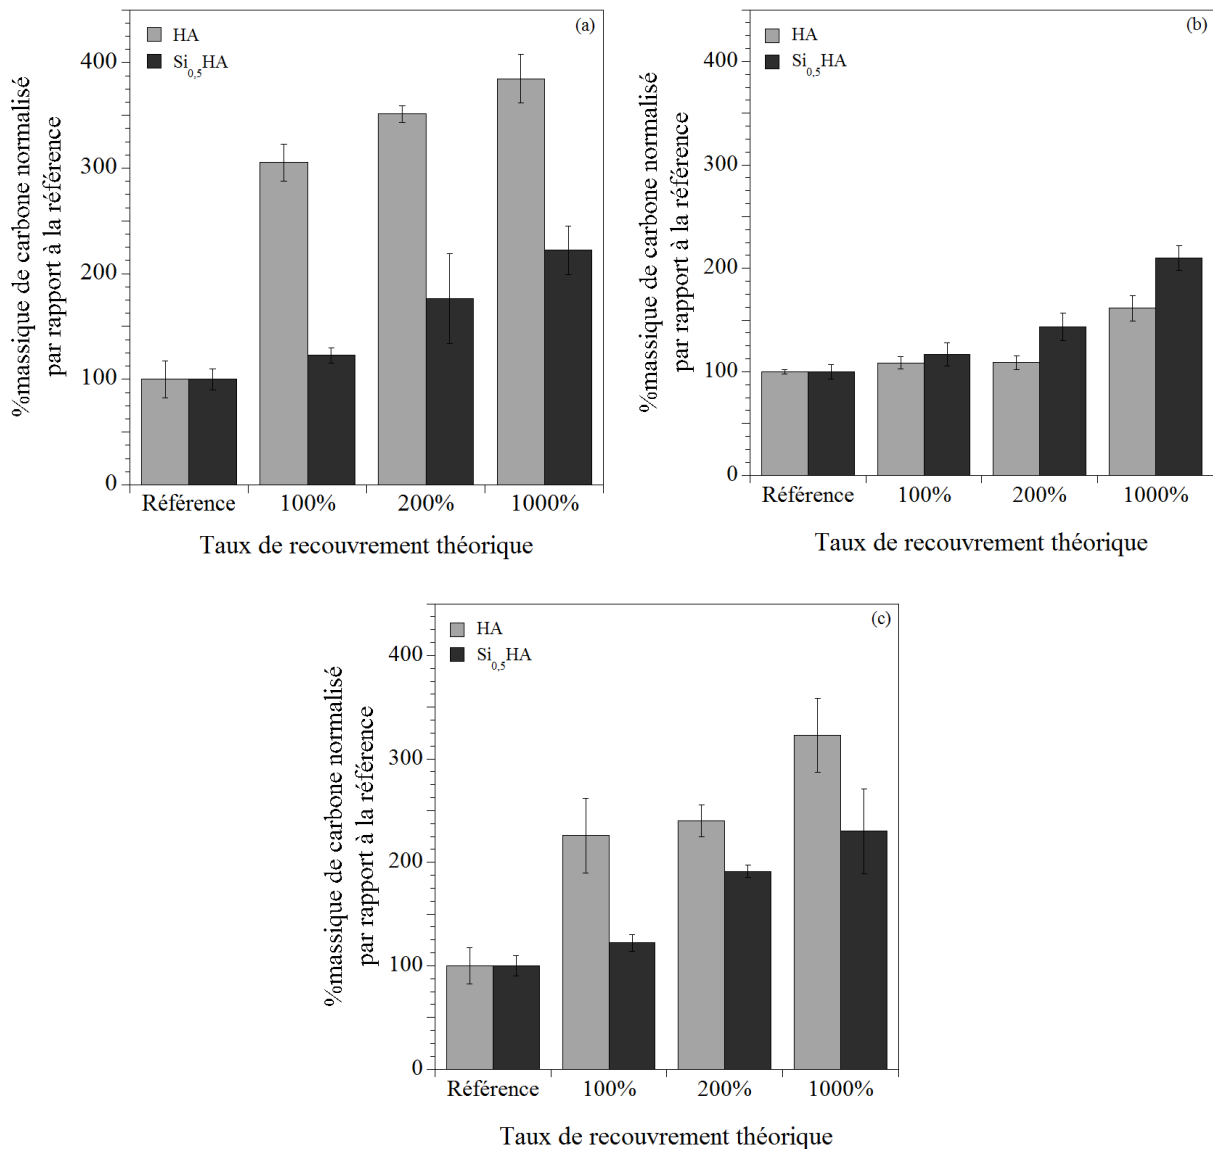 (a)
HA
Si0,5HA
%massique de carbone normalisé
par rapport à la référence
400
300
200
100
0
Référence 100% 200% 1000%
Taux de recouvrement théorique
(b)
HA
Si0,5HA
%massique de carbone normalisé
par rapport à la référence
400
300
200
100
0
Référence 100% 200% 1000%
Taux de recouvrement théorique
(c)
HA
Si0,5HA
%massique de carbone normalisé
par rapport à la référence
400
300
200
100
0
Référence 100% 200% 1000%
Taux de recouvrement théorique